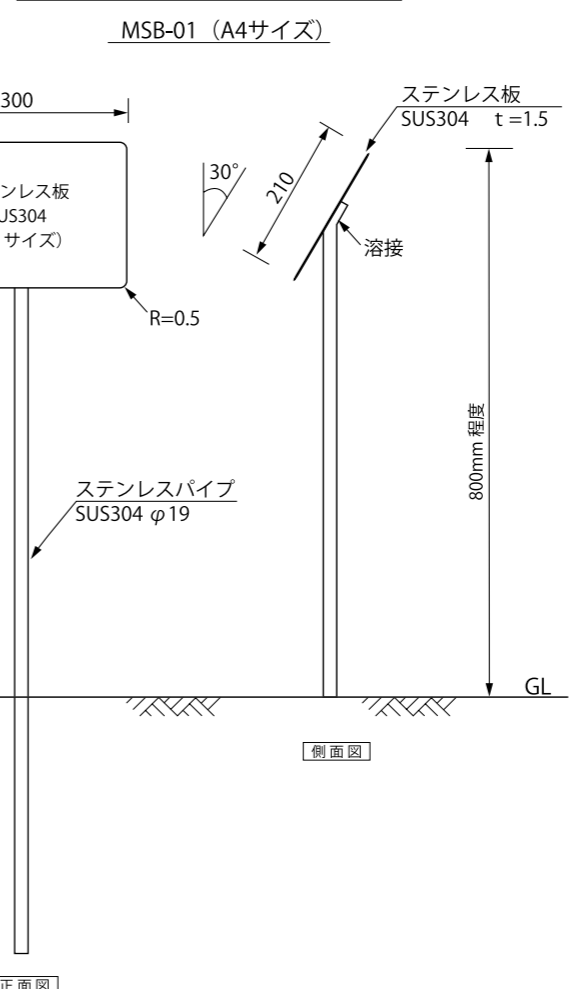 MSB-01（A4サイズ）
300
ステンレス板
SUS304　t=1.5
30°
210
ンレス板
US304
サイズ）
溶接
R=0.5
800mm 程度
ステンレスパイプ
SUS304 φ19
GL
側面図
正面図